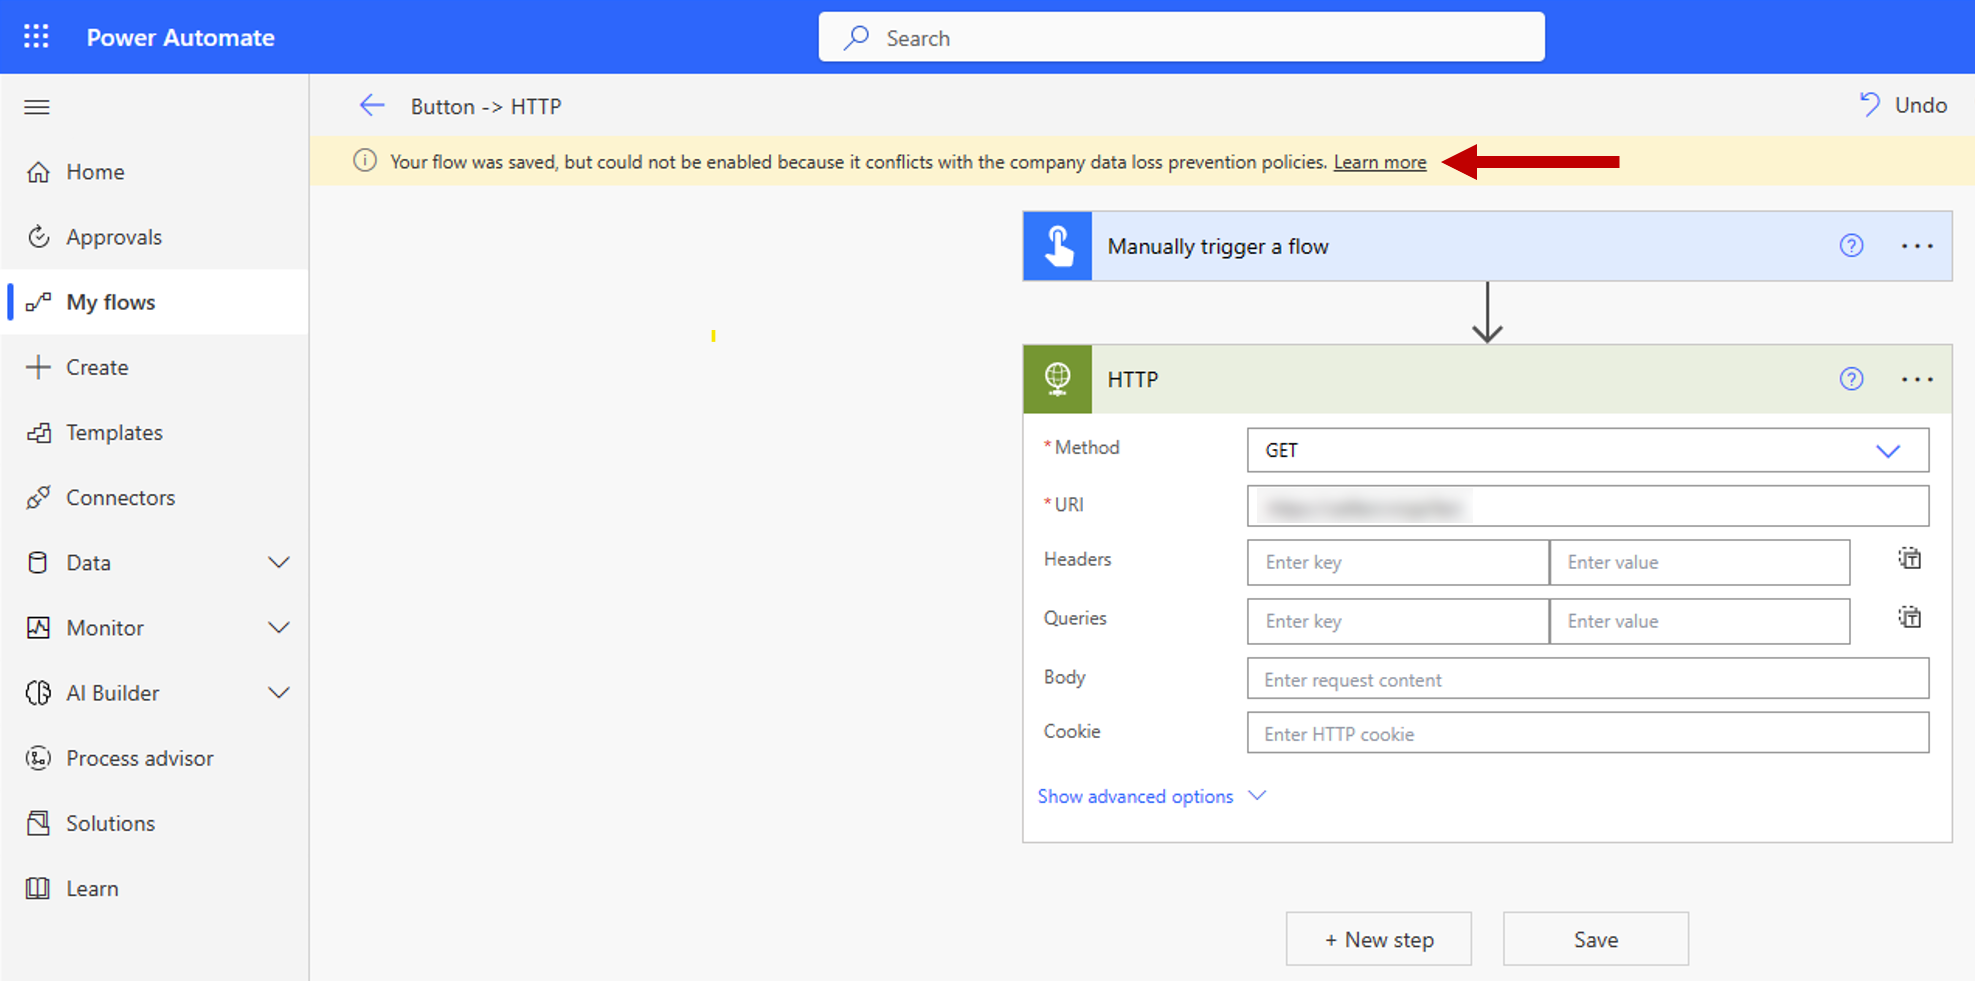 Power Automate
Search
Button -> HTTP
Undo
Your flow was saved, but could not be enabled because it conflicts with the company data loss prevention policies. Learn more
Home
Approvals
My flows
Create
Templates
Connectors
Data
Monitor
AI Builder
Process advisor
Solutions
Learn
Manually trigger a flow
HTTP
* Method
GET
* URI
Headers
Enter key
Enter value
Queries
Enter key
Enter value
Body
Enter request content
Cookie
Enter HTTP cookie
Show advanced options
+ New step
Save